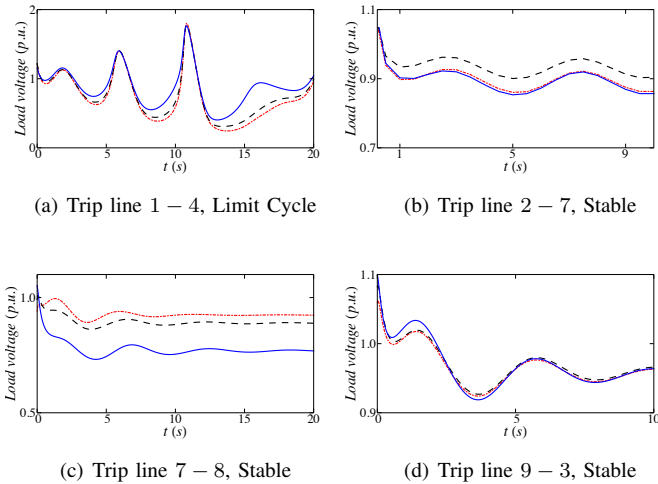 2
1
0
Load voltage (p.u.)
0 5 10 15 20
t (s)
(a) Trip line 1 − 4, Limit Cycle
1.1
0.9
0.7
Load voltage (p.u.)
1 5 9
t (s)
(b) Trip line 2 − 7, Stable
1.0
0.5
Load voltage (p.u.)
0 5 10 15 20
t (s)
(c) Trip line 7 − 8, Stable
1.1
1.0
0.9
Load voltage (p.u.)
0 5 10
t (s)
(d) Trip line 9 − 3, Stable